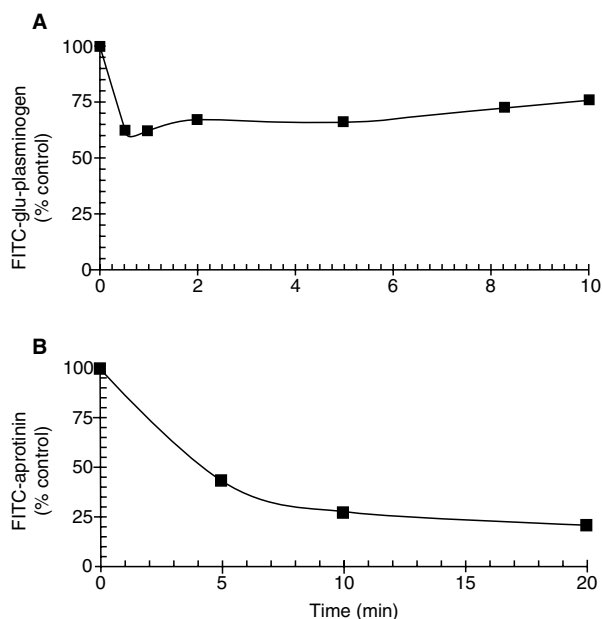 A
FITC-glu-plasminogen
(% control)
100
75
50
25
0
0 2 4 6 8 10
B
FITC-aprotinin
(% control)
100
75
50
25
0
0 5 10 15 20
Time (min)